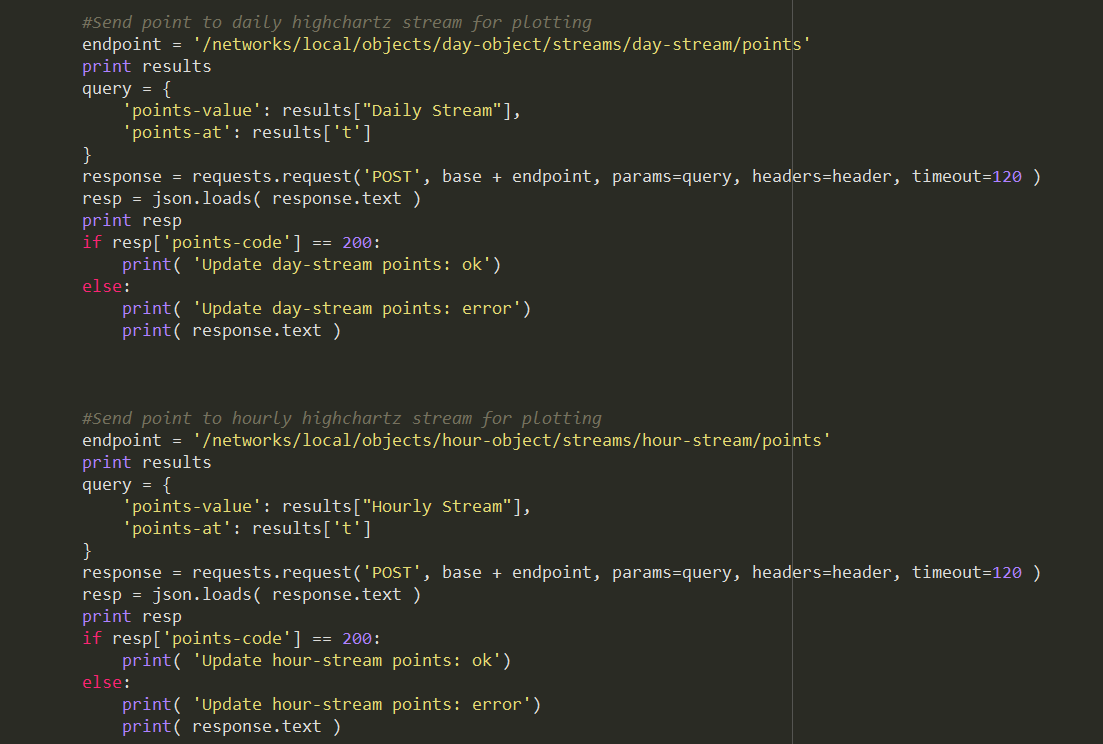 #Send point to daily highchartz stream for plotting
endpoint = '/networks/local/objects/day-object/streams/day-stream/points'
print results
query = {
    'points-value': results["Daily Stream"],
    'points-at': results['t']
}
response = requests.request('POST', base + endpoint, params=query, headers=header, timeout=120 )
resp = json.loads( response.text )
print resp
if resp['points-code'] == 200:
    print( 'Update day-stream points: ok')
else:
    print( 'Update day-stream points: error')
    print( response.text )
#Send point to hourly highchartz stream for plotting
endpoint = '/networks/local/objects/hour-object/streams/hour-stream/points'
print results
query = {
    'points-value': results["Hourly Stream"],
    'points-at': results['t']
}
response = requests.request('POST', base + endpoint, params=query, headers=header, timeout=120 )
resp = json.loads( response.text )
print resp
if resp['points-code'] == 200:
    print( 'Update hour-stream points: ok')
else:
    print( 'Update hour-stream points: error')
    print( response.text )